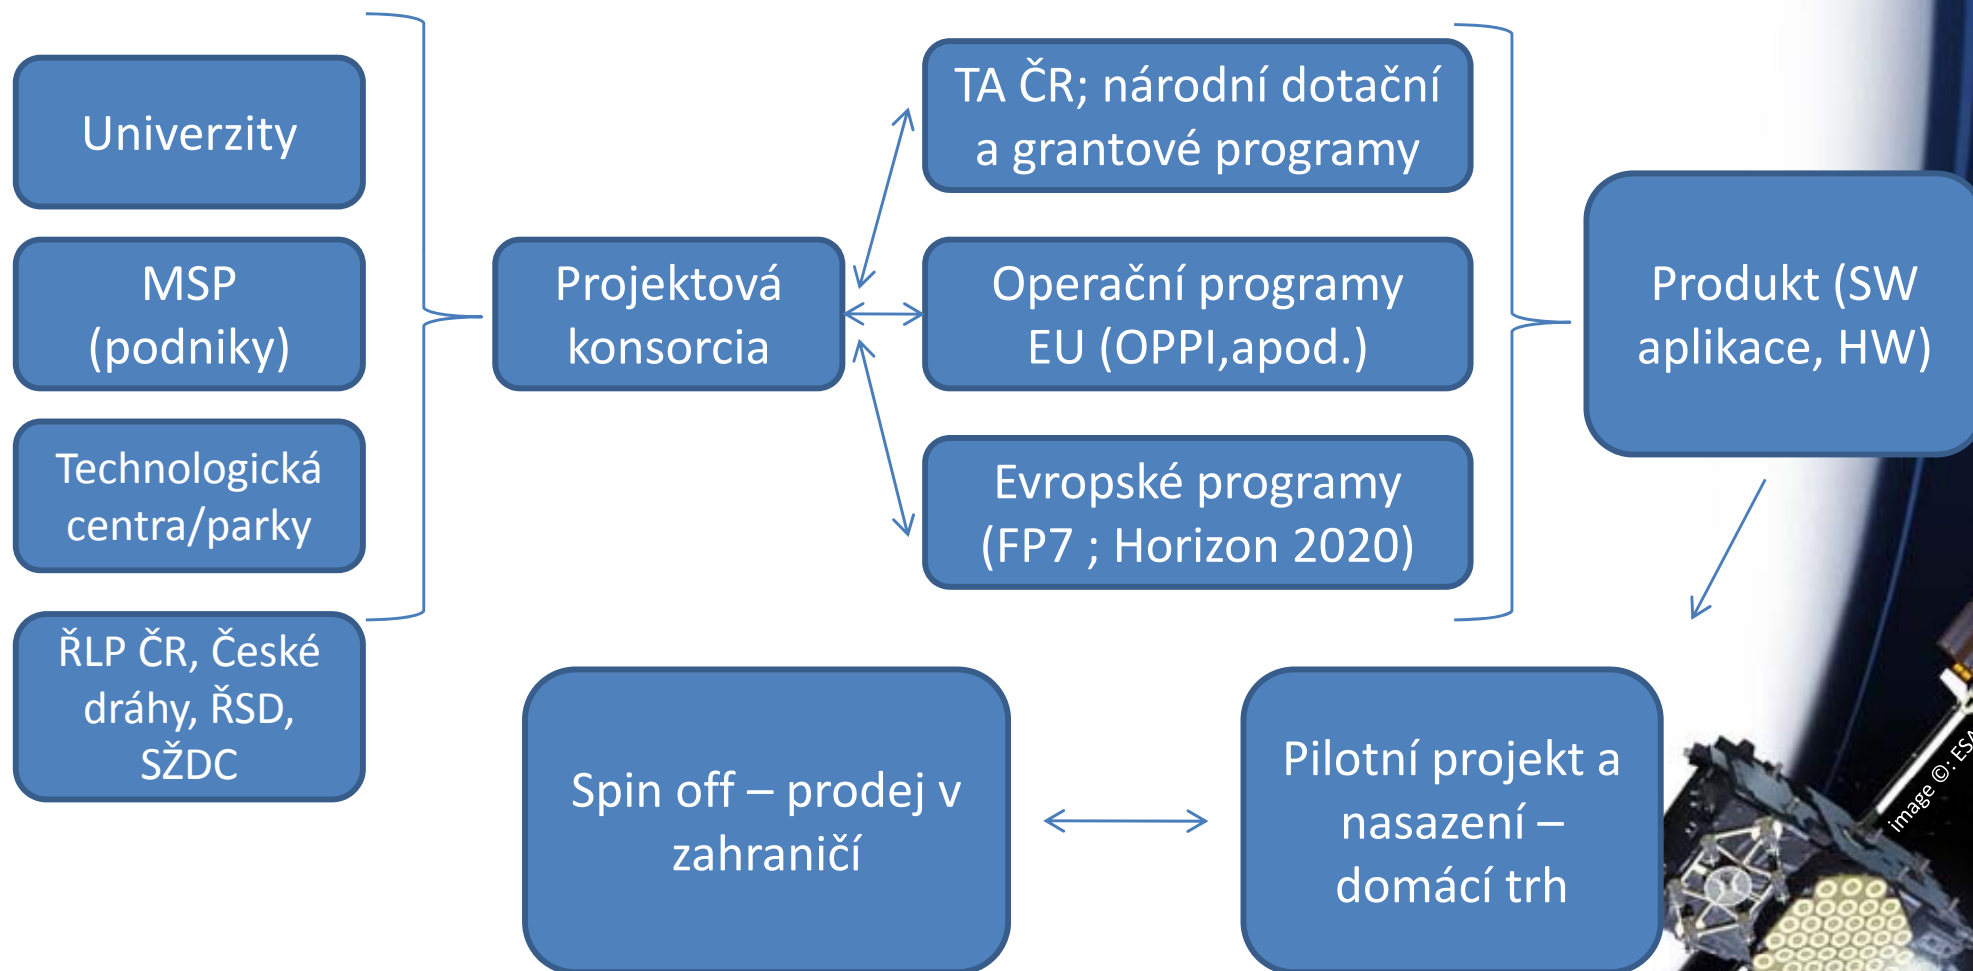 Univerzity
MSP
(podniky)
Technologická
centra/parky
ŘLP ČR, České
dráhy, ŘSD,
SŽDC
Projektová
konsorcia
TA ČR; národní dotační
a grantové programy
Operační programy
EU (OPPI,apod.)
Evropské programy
(FP7 ; Horizon 2020)
Produkt (SW
aplikace, HW)
Spin off – prodej v
zahraničí
Pilotní projekt a
nasazení –
domácí trh
image ©: ESA